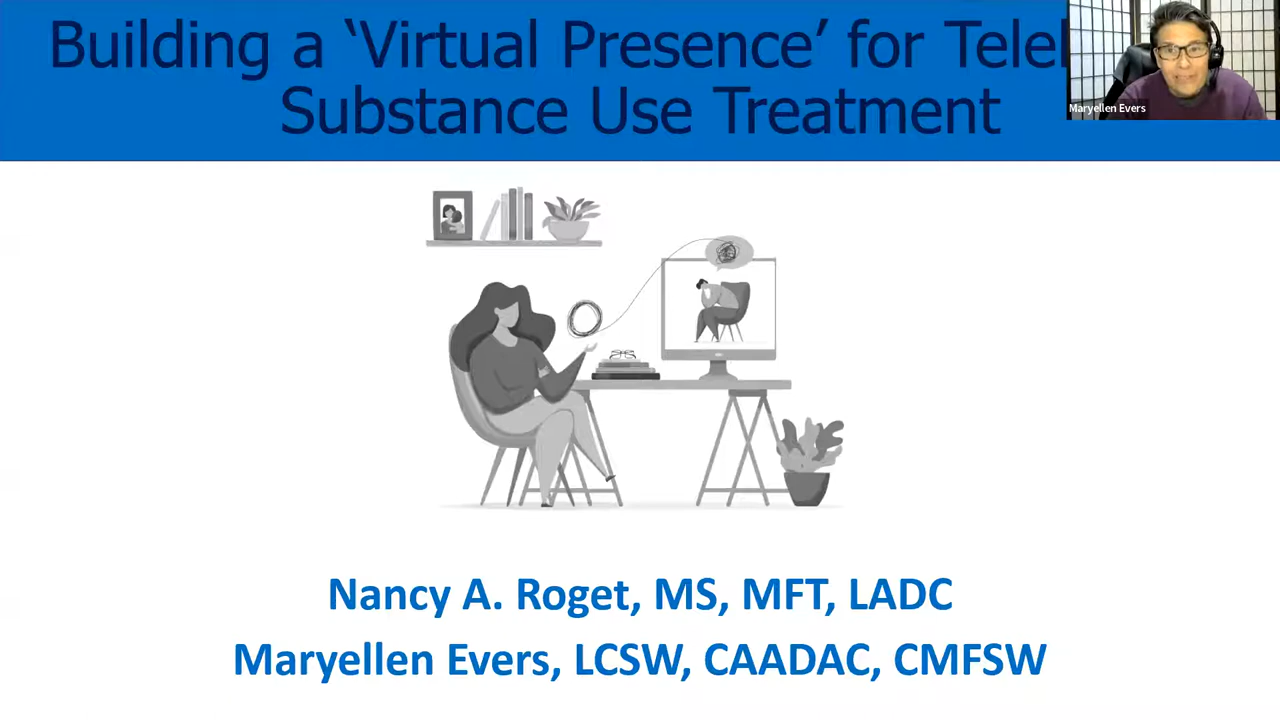 Building a ‘Virtual Presence’ for
Substance Use Treatment
Maryellen Evers
Nancy A. Roget, MS, MFT, LADC
Maryellen Evers, LCSW, CAADAC, CMFSW